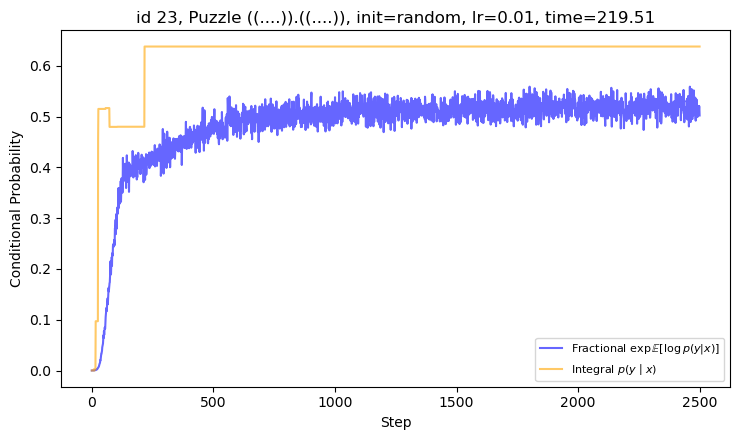 id 23, Puzzle ((....)).((....)), init=random, lr=0.01, time=219.51
Conditional Probability
0.6
0.5
0.4
0.3
0.2
0.1
0.0
0
500
1000
1500
2000
2500
Step
Fractional exp𝔼[log p(y|x)]
Integral p(y | x)